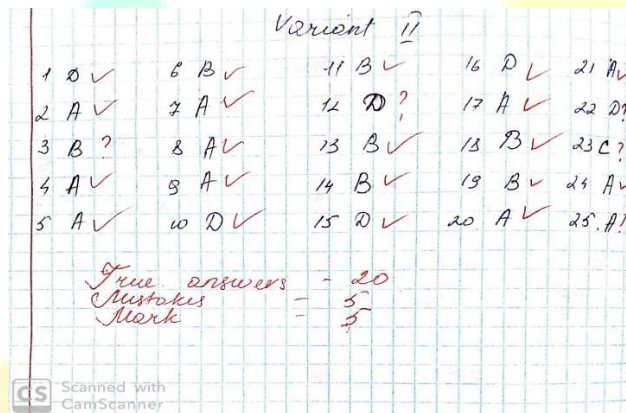 Variant II
1 D ✓ 6 B ✓ 11 B ✓ 16 D ✓ 21 A ✓
2 A ✓ 7 A ✓ 12 D ? 17 A ✓ 22 D ?
3 B ? 8 A ✓ 13 B ✓ 18 B ✓ 23 C ?
4 A ✓ 9 A ✓ 14 B ✓ 19 B ✓ 24 A ✓
5 A ✓ 10 D ✓ 15 D ✓ 20. A ✓ 25. A ?
True answers - 20
Mistakes = 5
Mark = 5
CS Scanned with
CamScanner